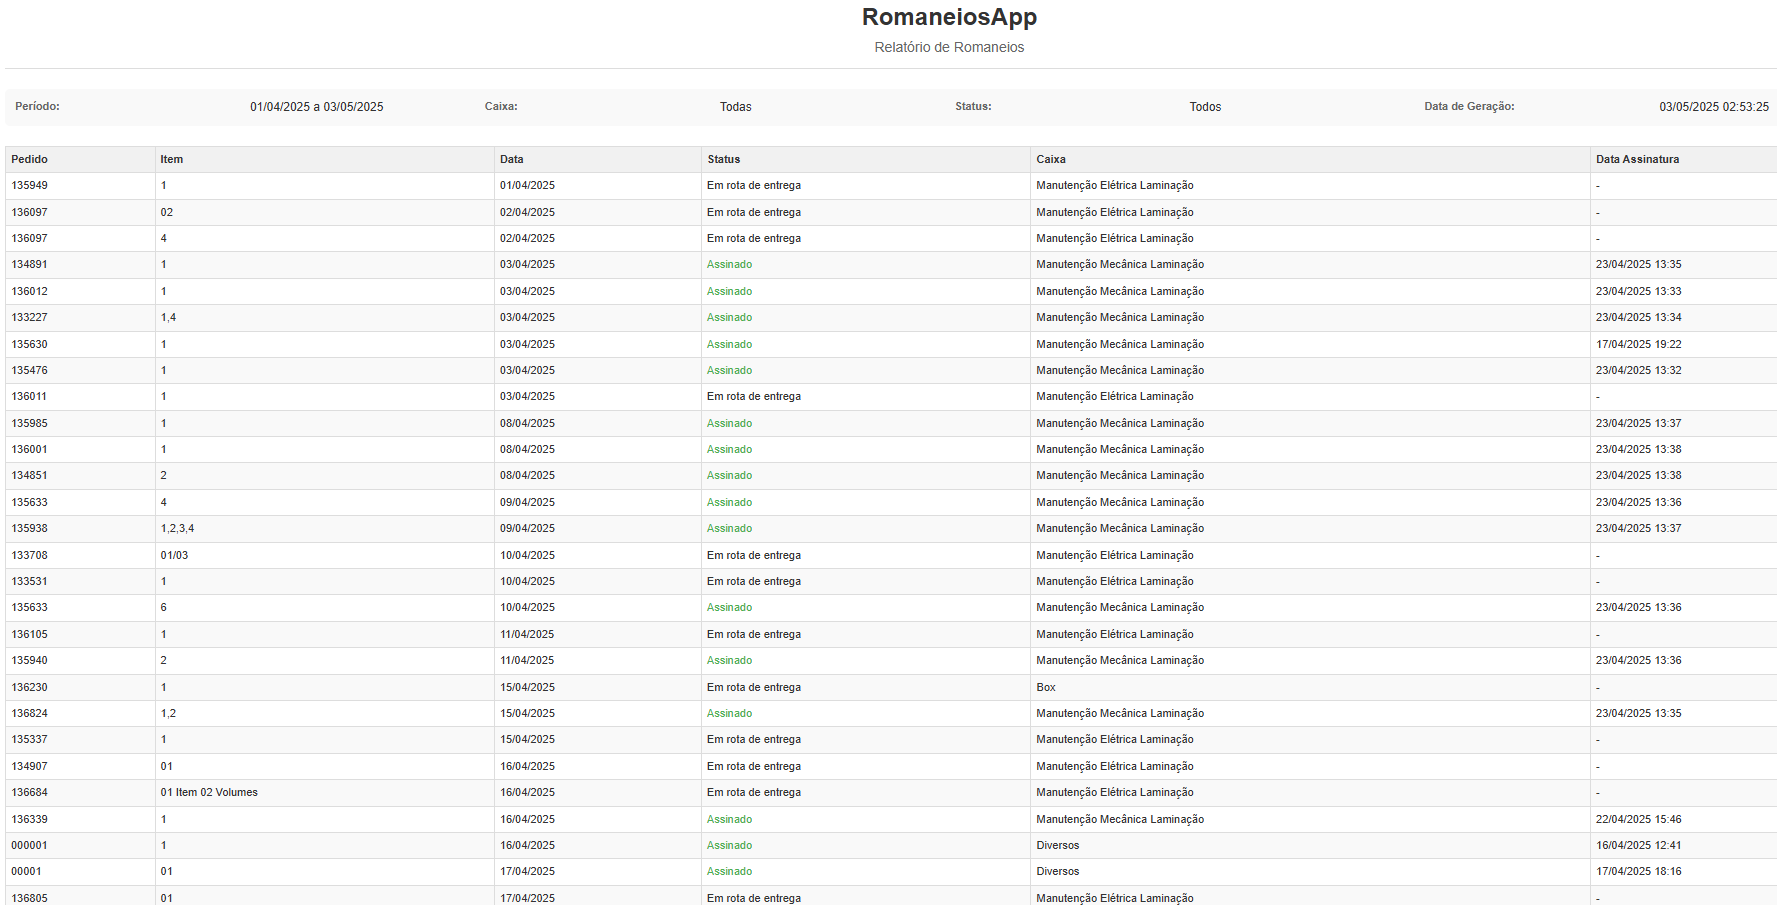 RomaneiosApp
Relatório de Romaneios
Período: 01/04/2025 a 03/05/2025 Caixa: Todas Status: Todos Data de Geração: 03/05/2025 02:53:25
Pedido Item Data Status Caixa Data Assinatura
135949 1 01/04/2025 Em rota de entrega Manutenção Elétrica Laminação -
136097 02 02/04/2025 Em rota de entrega Manutenção Elétrica Laminação -
136097 4 02/04/2025 Em rota de entrega Manutenção Elétrica Laminação -
134891 1 03/04/2025 Assinado Manutenção Mecânica Laminação 23/04/2025 13:35
136012 1 03/04/2025 Assinado Manutenção Mecânica Laminação 23/04/2025 13:33
133227 1,4 03/04/2025 Assinado Manutenção Mecânica Laminação 23/04/2025 13:34
135630 1 03/04/2025 Assinado Manutenção Mecânica Laminação 17/04/2025 19:22
135476 1 03/04/2025 Assinado Manutenção Mecânica Laminação 23/04/2025 13:32
136011 1 03/04/2025 Em rota de entrega Manutenção Elétrica Laminação -
135985 1 08/04/2025 Assinado Manutenção Mecânica Laminação 23/04/2025 13:37
136001 1 08/04/2025 Assinado Manutenção Mecânica Laminação 23/04/2025 13:38
134851 2 08/04/2025 Assinado Manutenção Mecânica Laminação 23/04/2025 13:38
135633 4 09/04/2025 Assinado Manutenção Mecânica Laminação 23/04/2025 13:36
135938 1,2,3,4 09/04/2025 Assinado Manutenção Mecânica Laminação 23/04/2025 13:37
133708 01/03 10/04/2025 Em rota de entrega Manutenção Elétrica Laminação -
133531 1 10/04/2025 Em rota de entrega Manutenção Elétrica Laminação -
135633 6 10/04/2025 Assinado Manutenção Mecânica Laminação 23/04/2025 13:36
136105 1 11/04/2025 Em rota de entrega Manutenção Elétrica Laminação -
135940 2 11/04/2025 Assinado Manutenção Mecânica Laminação 23/04/2025 13:36
136230 1 15/04/2025 Em rota de entrega Box -
136824 1,2 15/04/2025 Assinado Manutenção Mecânica Laminação 23/04/2025 13:35
135337 1 15/04/2025 Em rota de entrega Manutenção Elétrica Laminação -
134907 01 16/04/2025 Em rota de entrega Manutenção Elétrica Laminação -
136684 01 Item 02 Volumes 16/04/2025 Em rota de entrega Manutenção Elétrica Laminação -
136339 1 16/04/2025 Assinado Manutenção Mecânica Laminação 22/04/2025 15:46
000001 1 16/04/2025 Assinado Diversos 16/04/2025 12:41
00001 01 17/04/2025 Assinado Diversos 17/04/2025 18:16
136805 01 17/04/2025 Em rota de entrega Manutenção Elétrica Laminação -